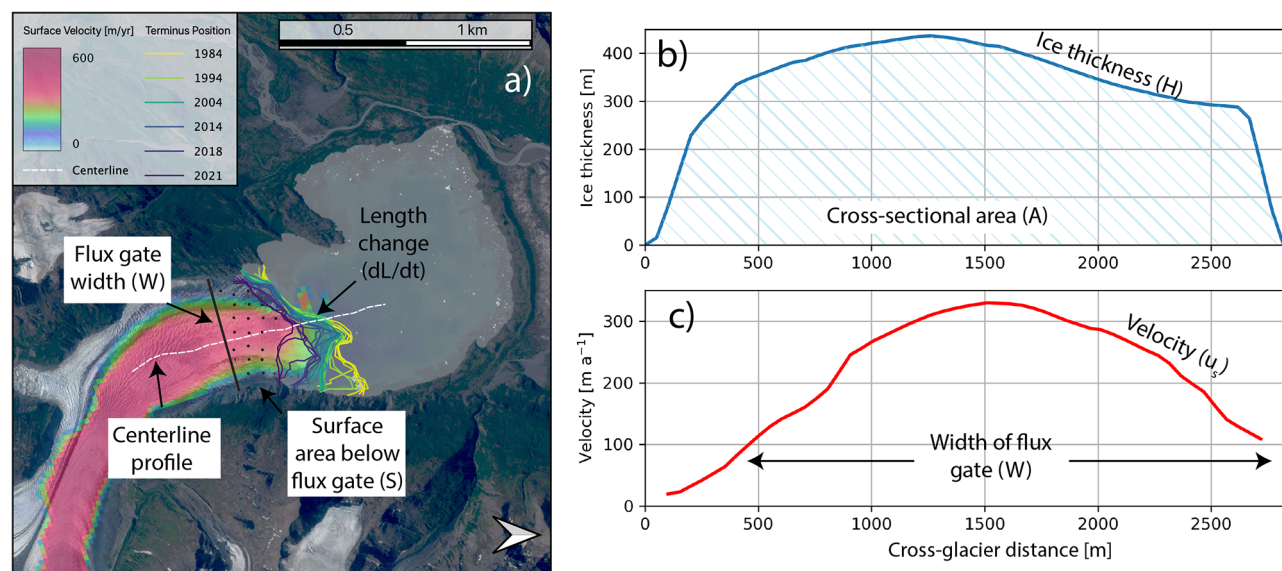 Surface Velocity [m/yr]
Terminus Position
600
0
Centerline
1984
1994
2004
2014
2018
2021
0.5
1 km
a)
Length
change
(dL/dt)
Flux gate
width (W)
Centerline
profile
Surface
area below
flux gate (S)
b)
Ice thickness (H)
Cross-sectional area (A)
Ice thickness [m]
400
300
200
100
0
0
500
1000
1500
2000
2500
c)
Velocity (uₛ)
Width of flux
gate (W)
Velocity [m a⁻¹]
300
200
100
0
0
500
1000
1500
2000
2500
Cross-glacier distance [m]